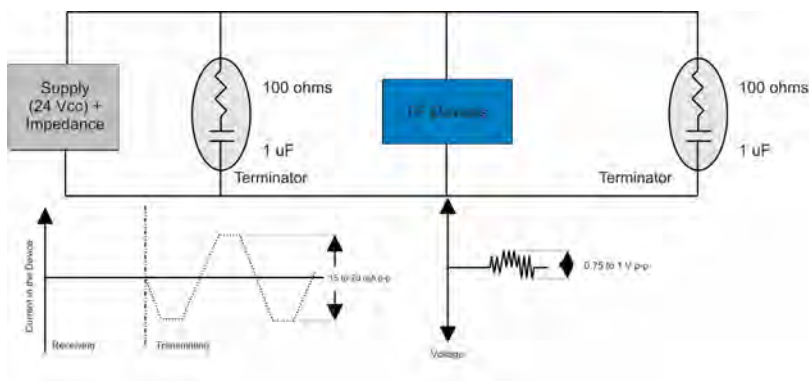 Supply
(24 Vcc) +
Impedance
100 ohms
1 uF
Terminator
100 ohms
1 uF
Terminator
Current in the Device
15 to 20 mA p-p
Receiving
Transmitting
0.75 to 1 V p-p
Voltage